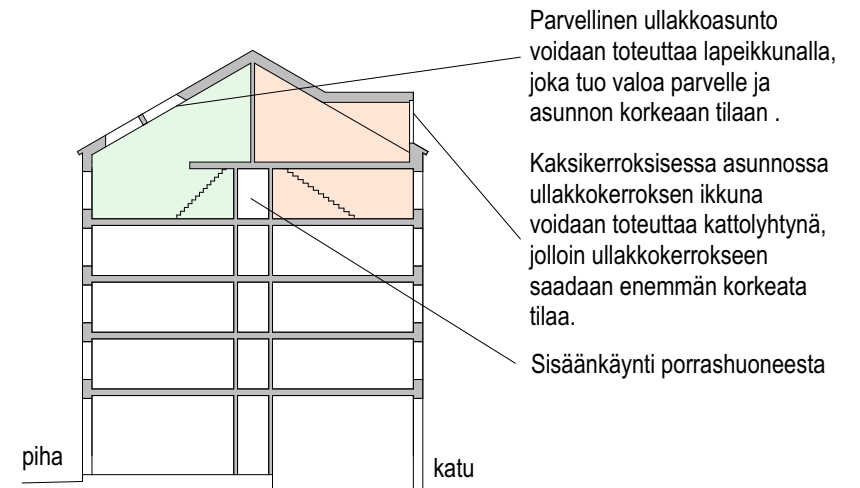 Parvellinen ullakkoasunto
voidaan toteuttaa lapeikkunalla,
joka tuo valoa parvelle ja
asunnon korkeaan tilaan .
Kaksikerroksisessa asunnossa
ullakkokerroksen ikkuna
voidaan toteuttaa kattolyhtynä,
jolloin ullakkokerrokseen
saadaan enemmän korkeata
tilaa.
Sisäänkäynti porrashuoneesta
piha
katu